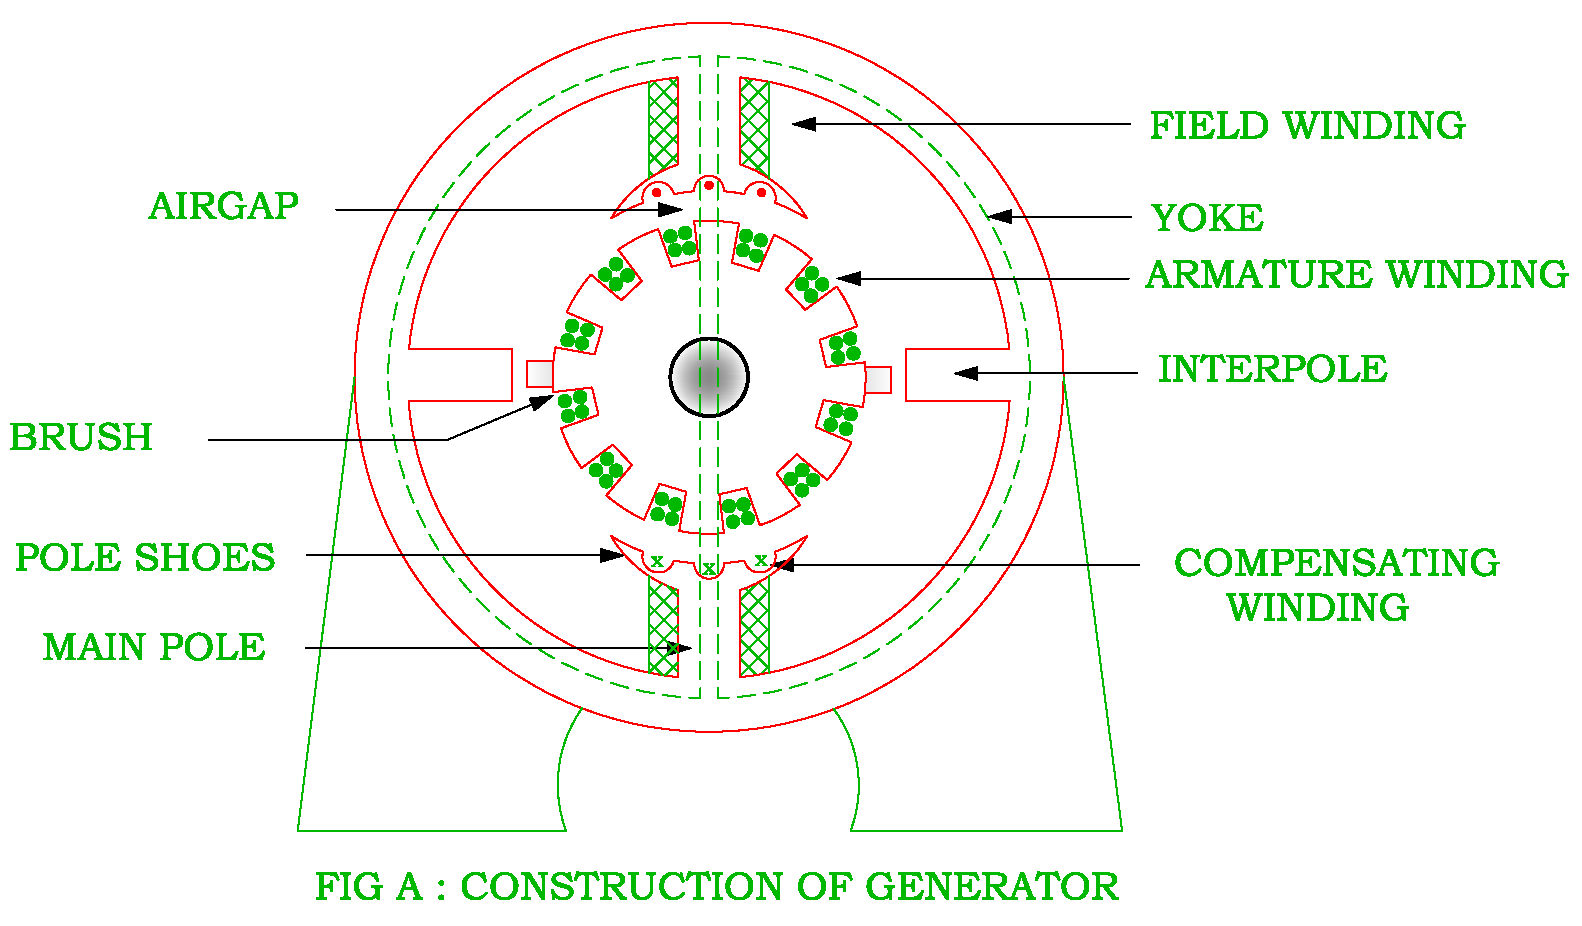 FIELD WINDING
AIRGAP
YOKE
ARMATURE WINDING
INTERPOLE
BRUSH
POLE SHOES
x x x
COMPENSATING
WINDING
MAIN POLE
FIG A : CONSTRUCTION OF GENERATOR